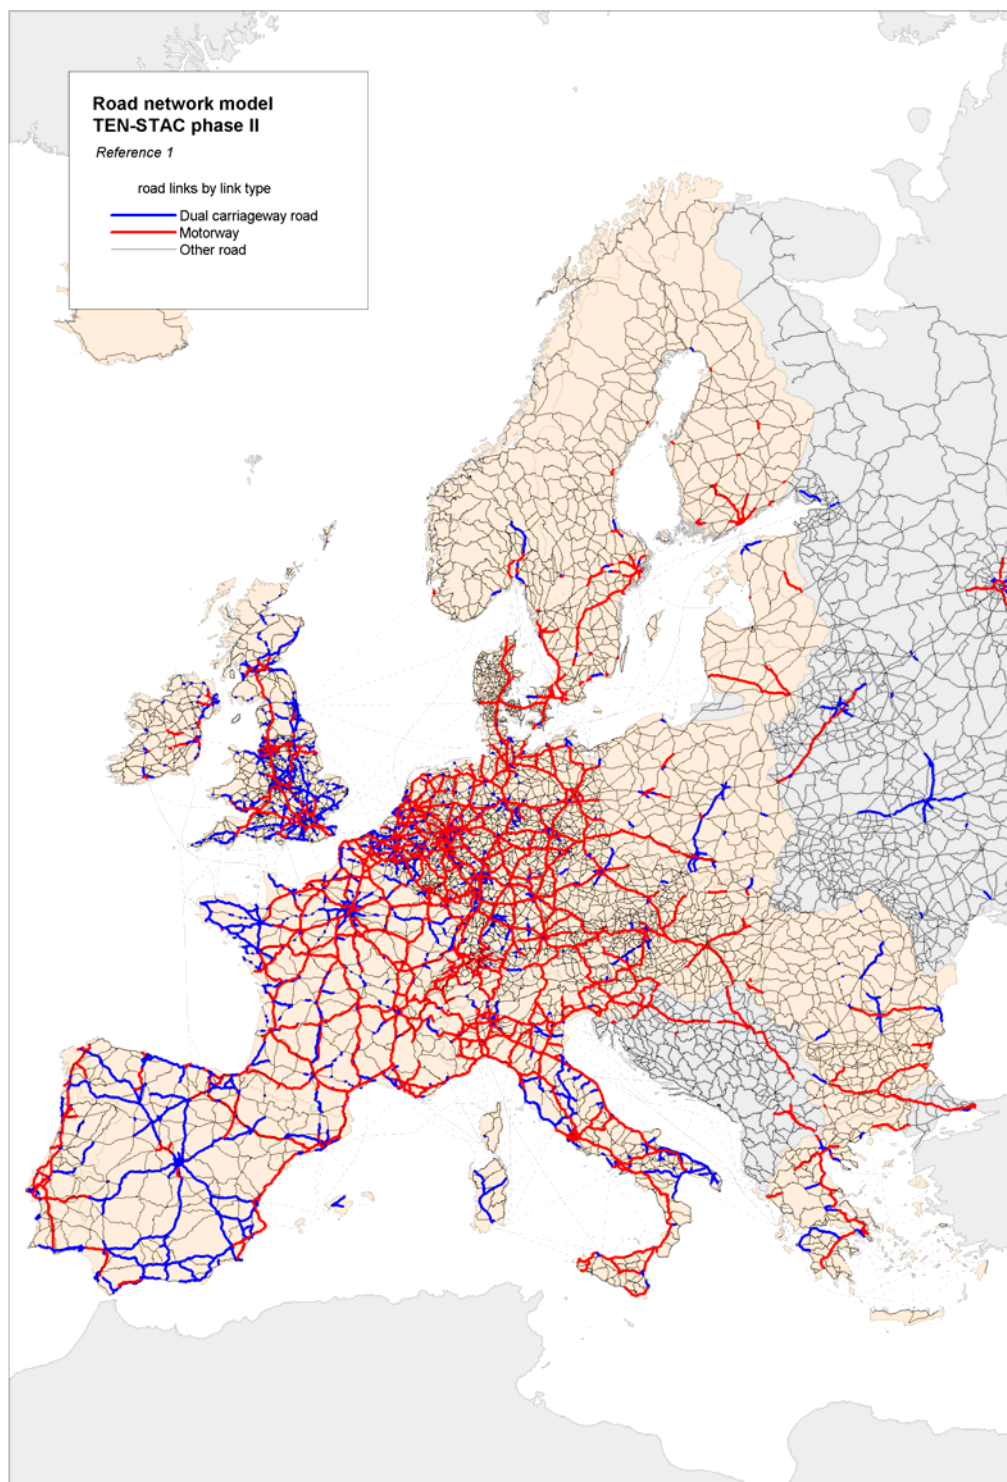 Road network model
TEN-STAC phase II
Reference 1
road links by link type
Dual carriageway road
Motorway
Other road